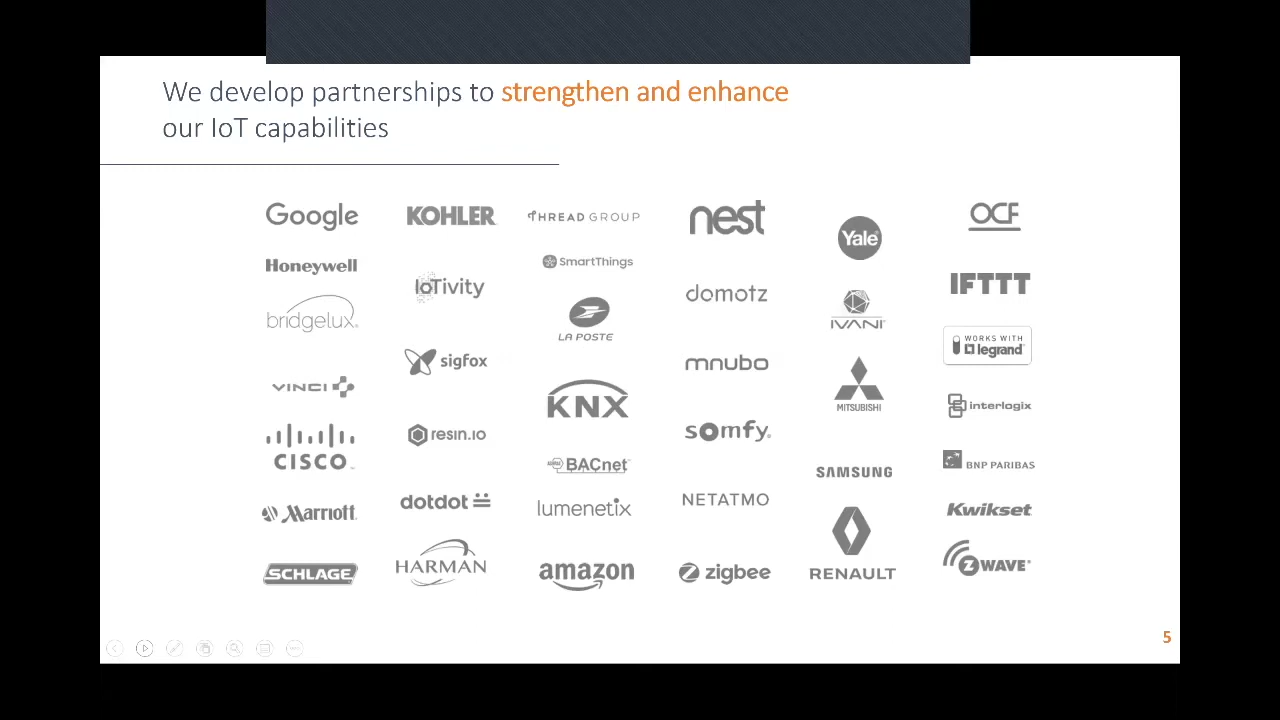 We develop partnerships to strengthen and enhance
our IoT capabilities
Google
Honeywell
bridgelux
VINCI
CISCO
Marriott
SCHLAGE
KOHLER
IoTivity
sigfox
resin.io
dotdot
HARMAN
THREAD GROUP
SmartThings
LA POSTE
KNX
BACnet
lumenetix
amazon
nest
domotz
mnubo
somfy
NETATMO
zigbee
Yale
IVANI
MITSUBISHI
SAMSUNG
RENAULT
OCF
IFTTT
WORKS WITH
legrand
interlogix
BNP PARIBAS
Kwikset
Z WAVE
5